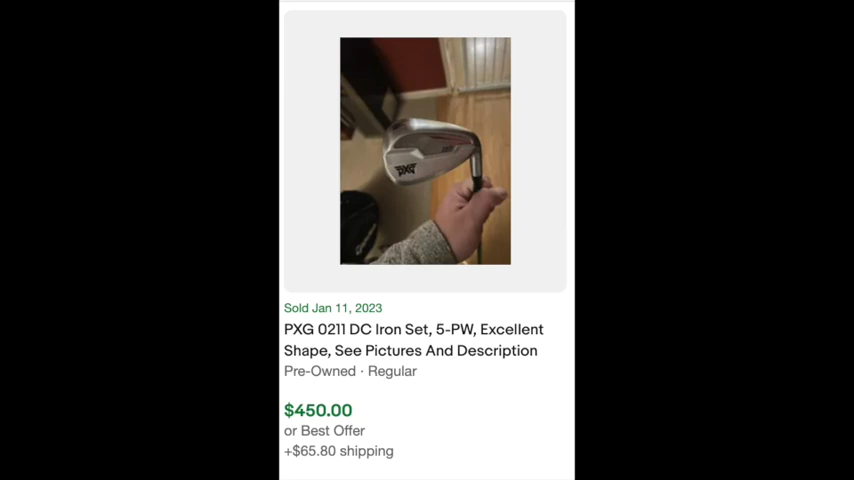 PXG
Sold Jan 11, 2023
PXG 0211 DC Iron Set, 5-PW, Excellent
Shape, See Pictures And Description
Pre-Owned · Regular
$450.00
or Best Offer
+$65.80 shipping